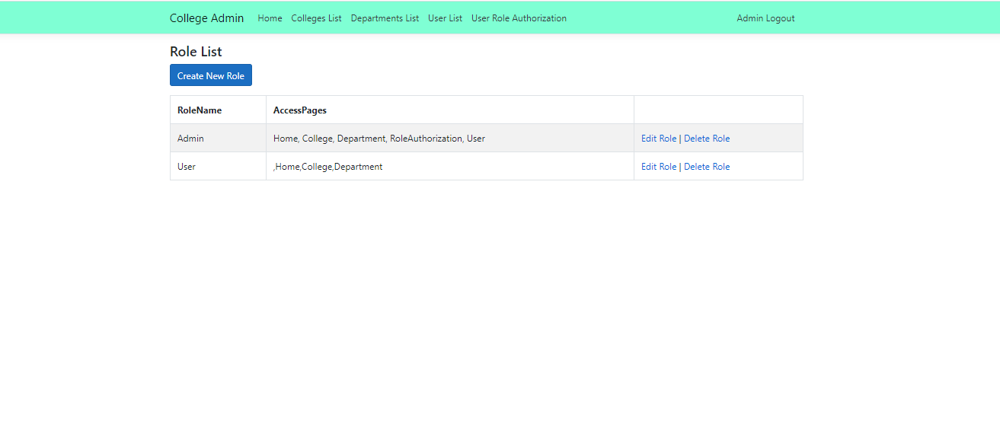 College Admin Home Colleges List Departments List User List User Role Authorization Admin Logout
Role List
Create New Role
RoleName AccessPages
Admin Home, College, Department, RoleAuthorization, User Edit Role | Delete Role
User ,Home,College,Department Edit Role | Delete Role